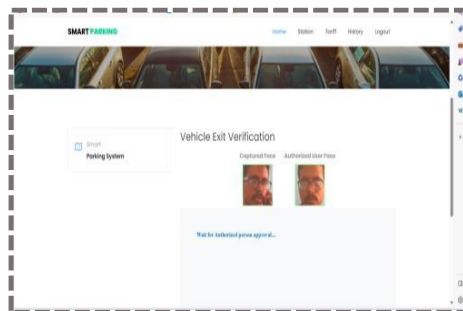 SMART PARKING
Home Station Tariff History Logout
Smart
Parking System
Vehicle Exit Verification
Captured Face Authorized User Face
Wait for Authorized person approval...